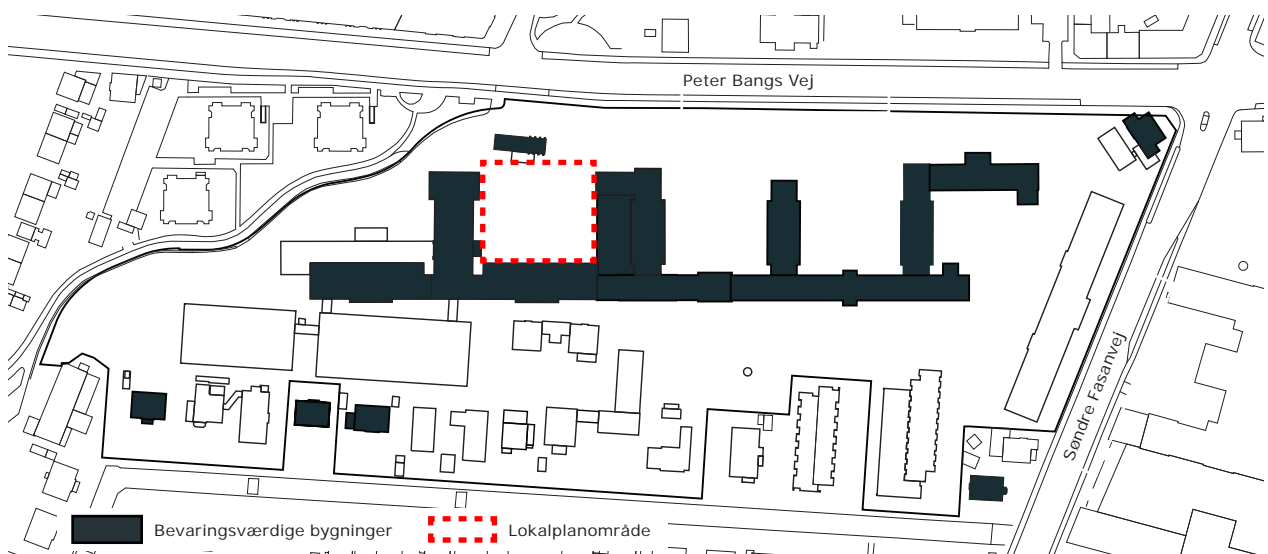 Peter Bangs Vej
Søndre Fasanvej
Bevaringsværdige bygninger
Lokalplanområde